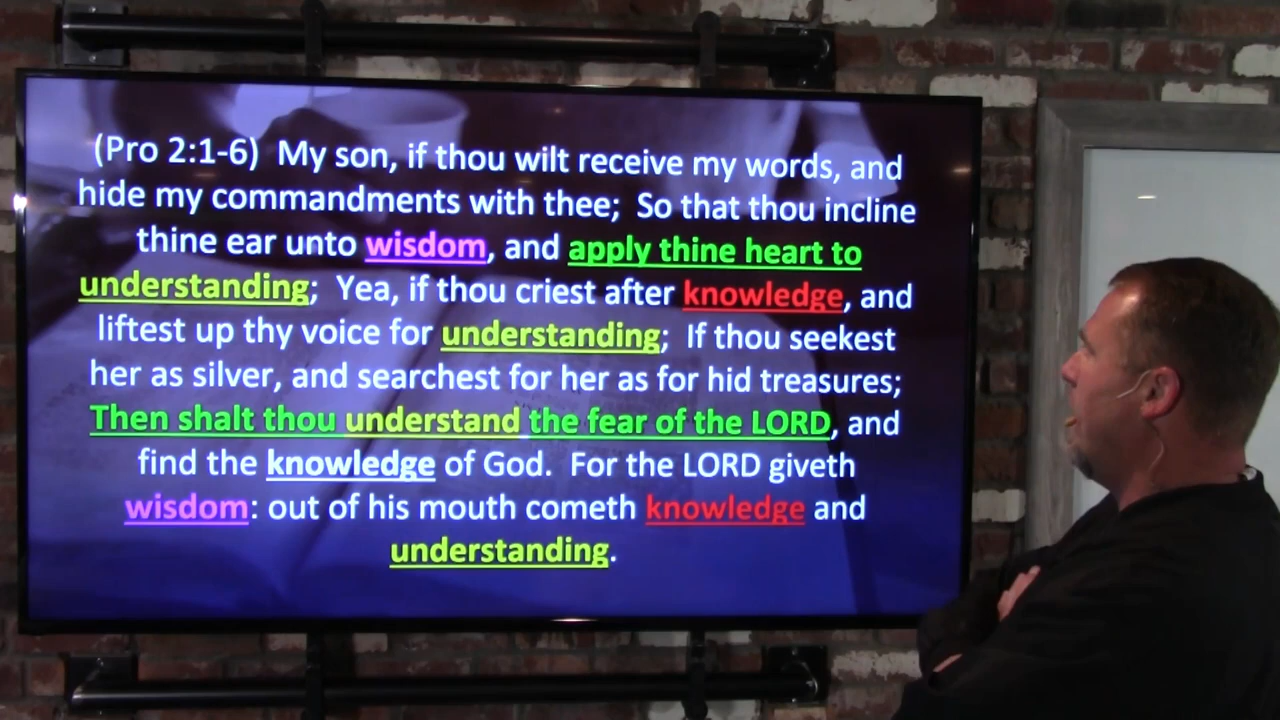 (Pro 2:1-6) My son, if thou wilt receive my words, and
hide my commandments with thee; So that thou incline
thine ear unto wisdom, and apply thine heart to
understanding; Yea, if thou criest after knowledge, and
liftest up thy voice for understanding; If thou seekest
her as silver, and searchest for her as for hid treasures;
Then shalt thou understand the fear of the LORD, and
find the knowledge of God. For the LORD giveth
wisdom: out of his mouth cometh knowledge and
understanding.